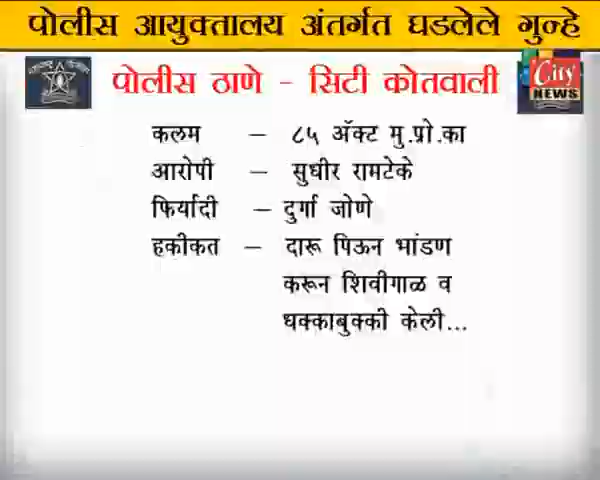 पोलीस आयुक्तालय अंतर्गत घडलेले गुन्हे
पोलीस ठाणे - सिटी कोतवाली
City
NEWS
कलम – ८५ ॲक्ट मु.प्रो.का
आरोपी – सुधीर रामटेके
फिर्यादी – दुर्गा जोणे
हकीकत – दारू पिऊन भांडण
करून शिवीगाळ व
धक्काबुक्की केली...